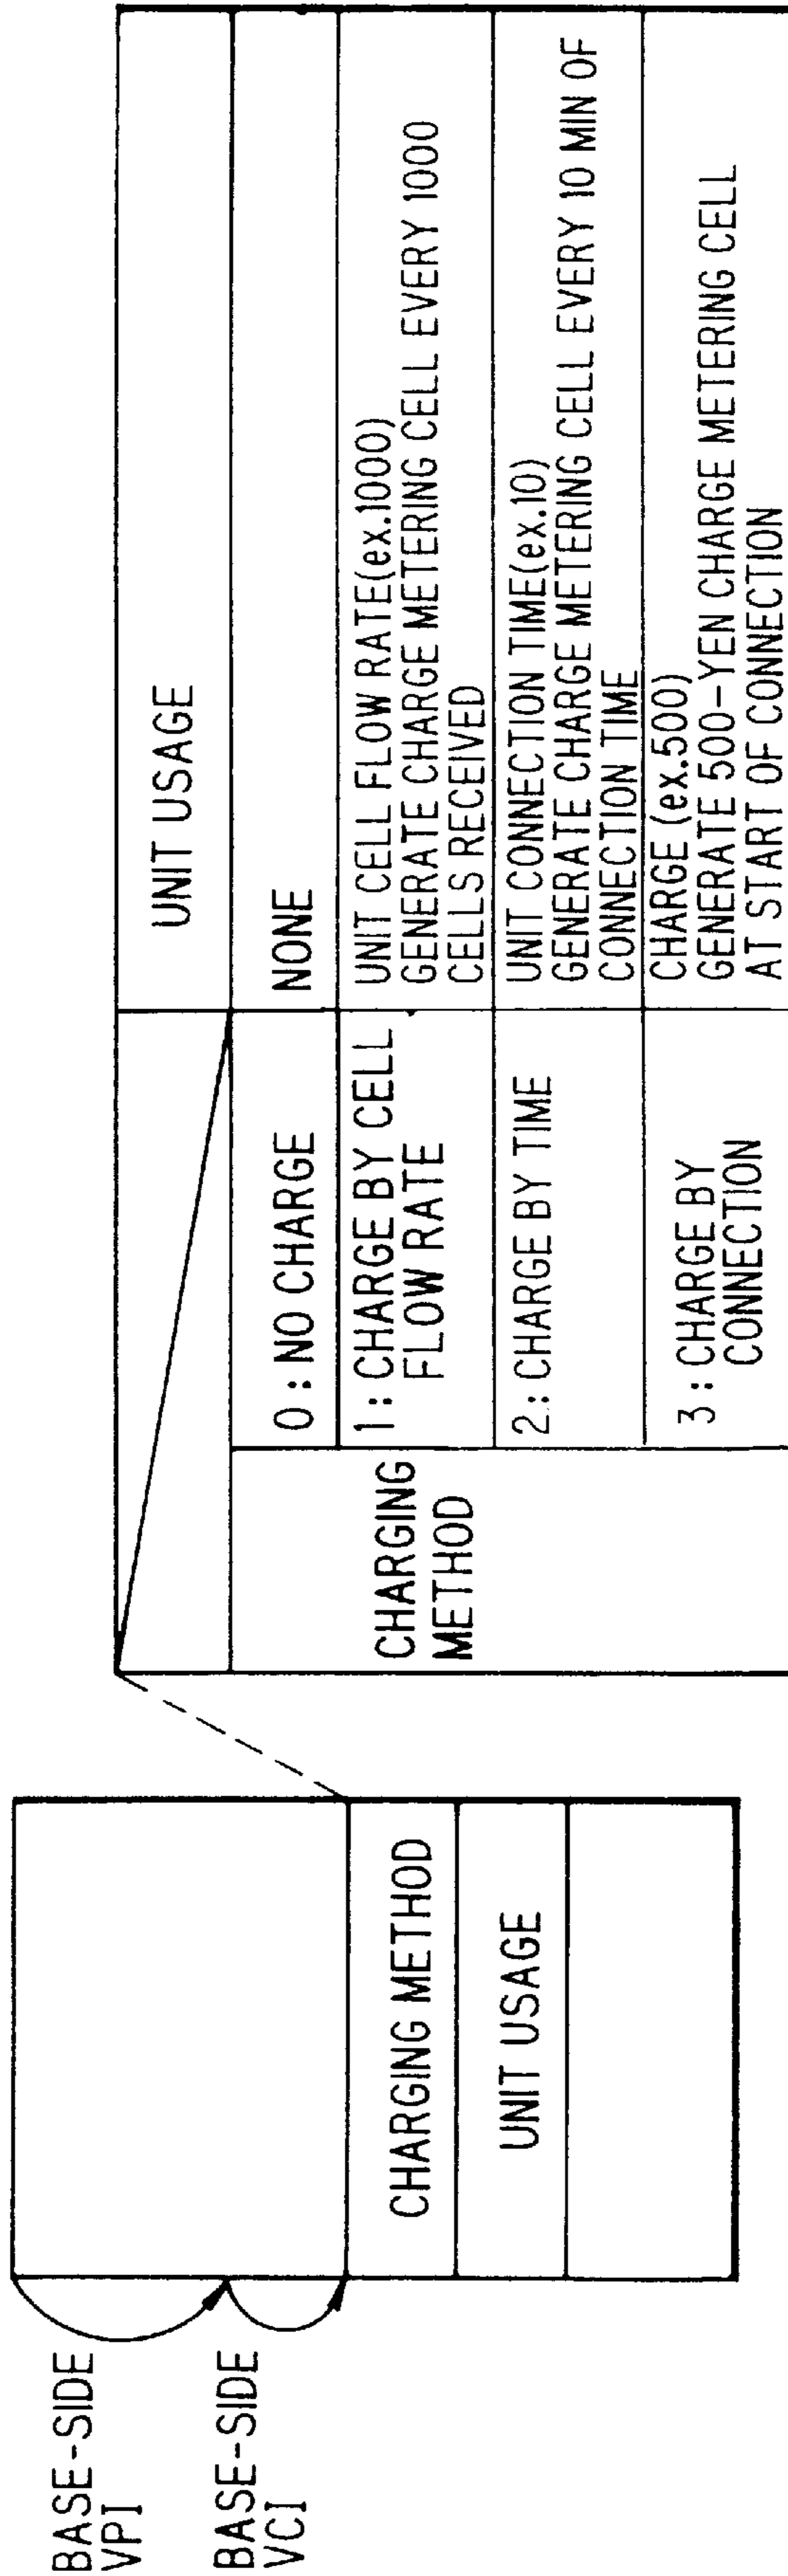 BASE-SIDE
VPI
BASE-SIDE
VCI
CHARGING METHOD
UNIT USAGE
UNIT USAGE
CHARGING
METHOD
0 : NO CHARGE
NONE
1 : CHARGE BY CELL
FLOW RATE
UNIT CELL FLOW RATE(ex.1000)
GENERATE CHARGE METERING CELL EVERY 1000
CELLS RECEIVED
2 : CHARGE BY TIME
UNIT CONNECTION TIME(ex.10)
GENERATE CHARGE METERING CELL EVERY 10 MIN OF
CONNECTION TIME
3 : CHARGE BY
CONNECTION
CHARGE (ex.500)
GENERATE 500-YEN CHARGE METERING CELL
AT START OF CONNECTION